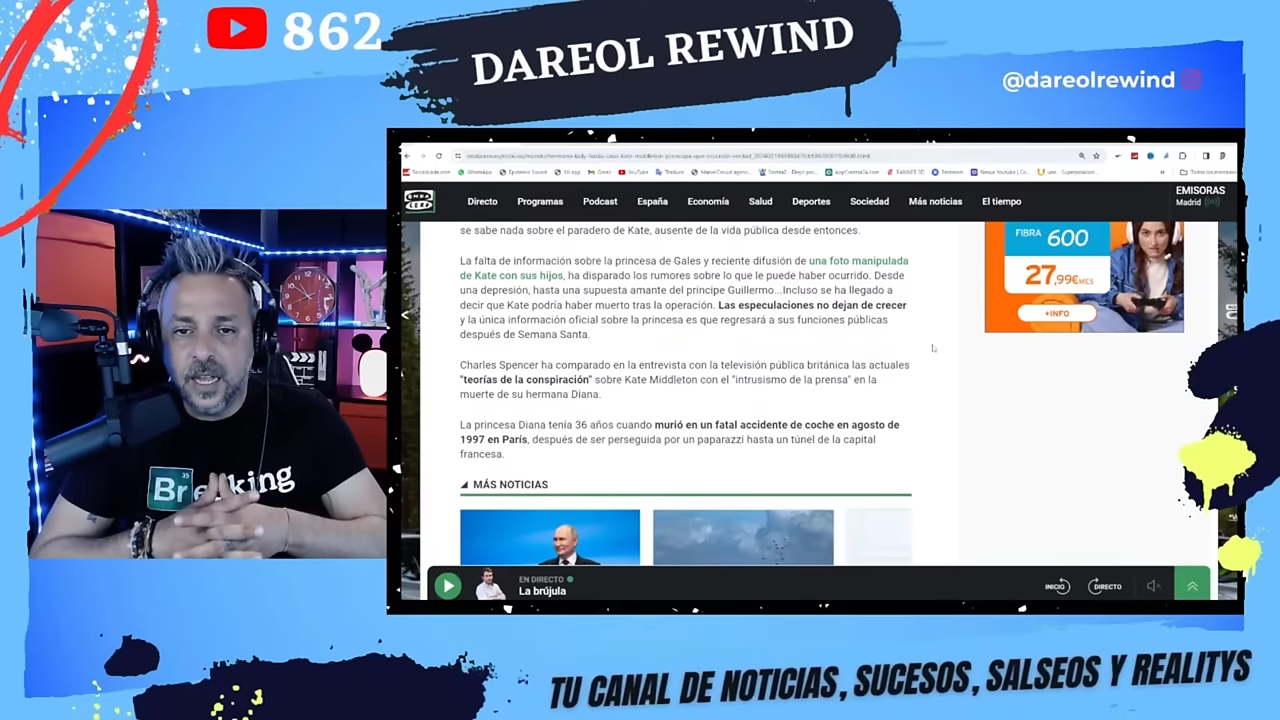 862
DAREOL REWIND
@dareolrewind
Directo Programas Podcast España Economía Salud Deportes Sociedad Más noticias El tiempo
EMISORAS
Madrid
ONDA
CERO
se sabe nada sobre el paradero de Kate, ausente de la vida pública desde entonces.
La falta de información sobre la princesa de Gales y reciente difusión de una foto manipulada
de Kate con sus hijos, ha disparado los rumores sobre lo que le puede haber ocurrido. Desde
una depresión, hasta una supuesta amante del príncipe Guillermo...Incluso se ha llegado a
decir que Kate podría haber muerto tras la operación. Las especulaciones no dejan de crecer
y la única información oficial sobre la princesa es que regresará a sus funciones públicas
después de Semana Santa.
Charles Spencer ha comparado en la entrevista con la televisión pública británica las actuales
"teorías de la conspiración" sobre Kate Middleton con el "intrusismo de la prensa" en la
muerte de su hermana Diana.
La princesa Diana tenía 36 años cuando murió en un fatal accidente de coche en agosto de
1997 en París, después de ser perseguida por un paparazzi hasta un túnel de la capital
francesa.
MÁS NOTICIAS
FIBRA 600
27,99€MES
+INFO
EN DIRECTO
La brújula
INICIO
DIRECTO
35
Breaking
TU CANAL DE NOTICIAS, SUCESOS, SALSEOS Y REALITYS